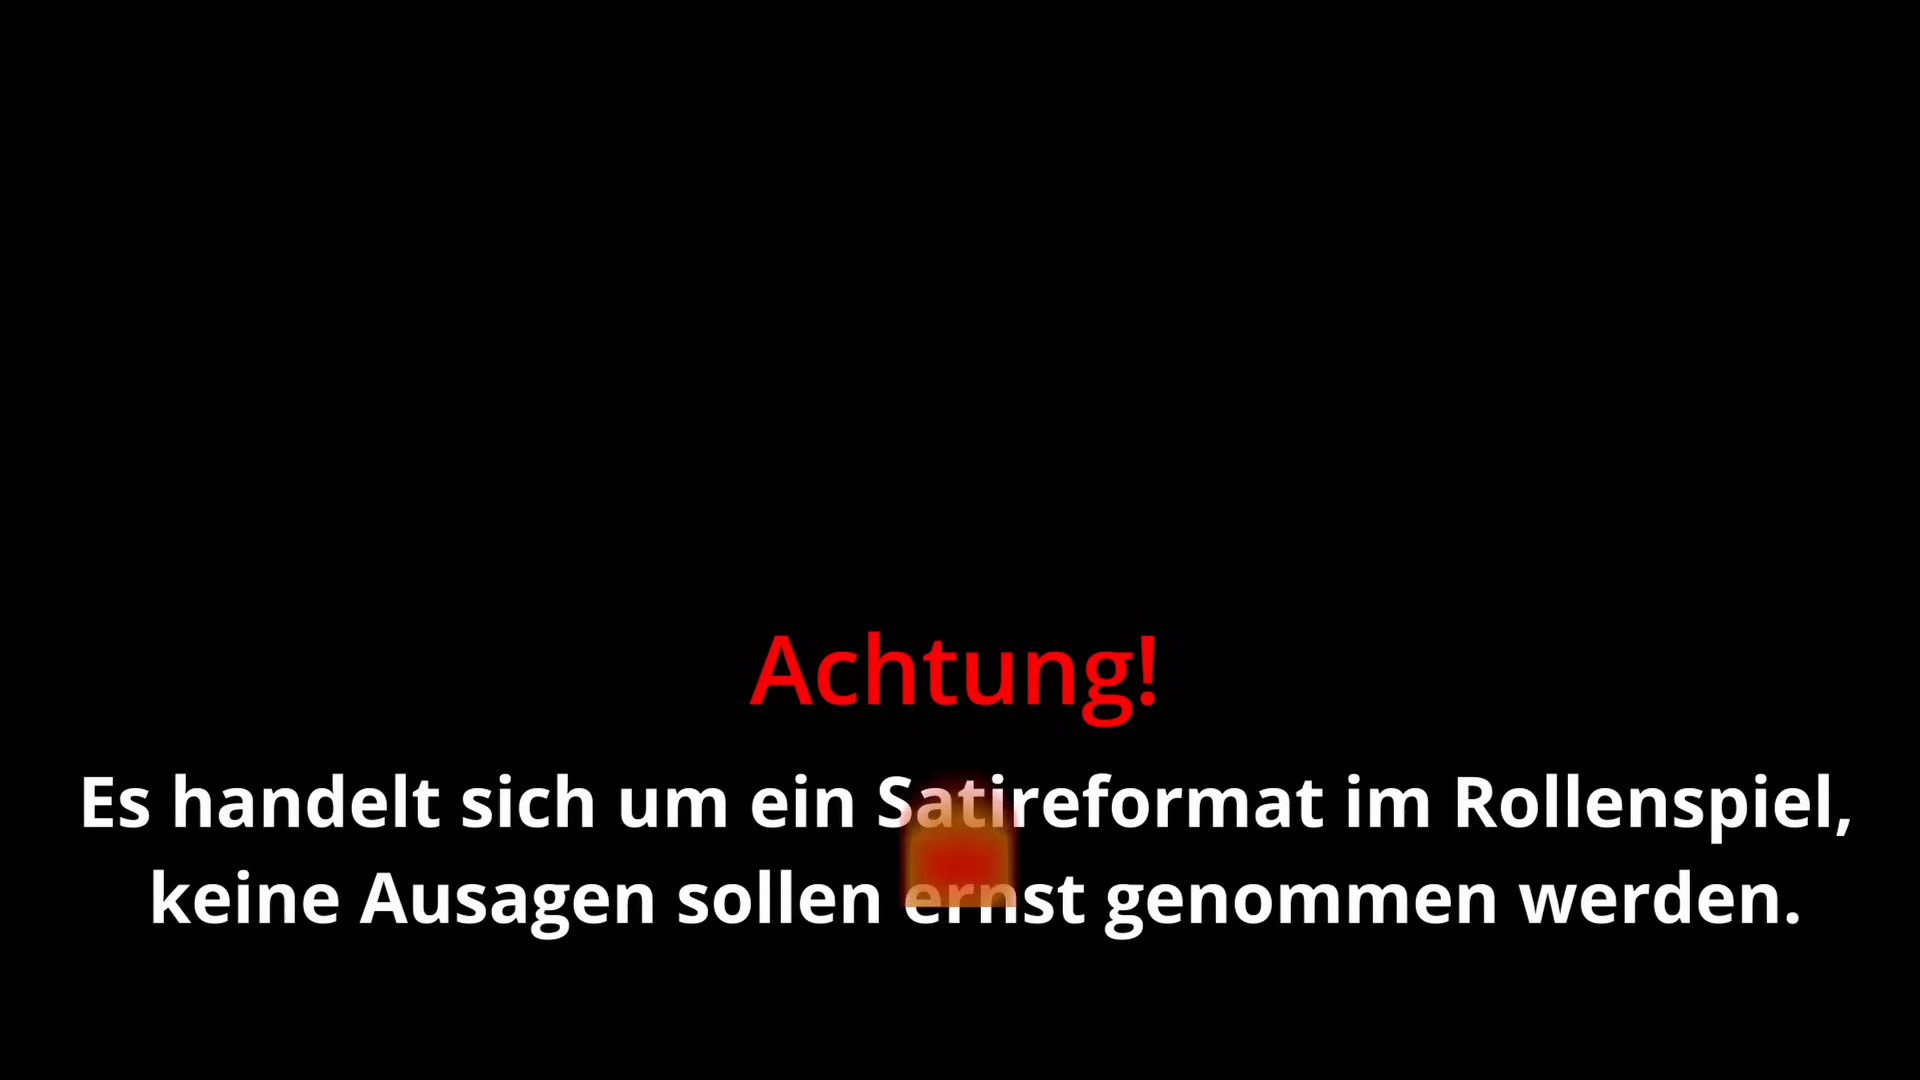 Achtung!
Es handelt sich um ein Satireformat im Rollenspiel,
keine Ausagen sollen ernst genommen werden.